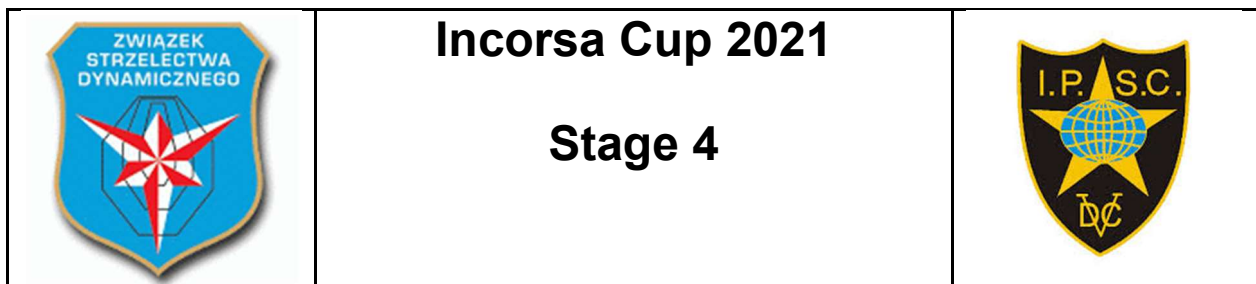 ZWIĄZEK
STRZELECTWA
DYNAMICZNEGO
Incorsa Cup 2021
Stage 4
I.P.S.C.
DVC